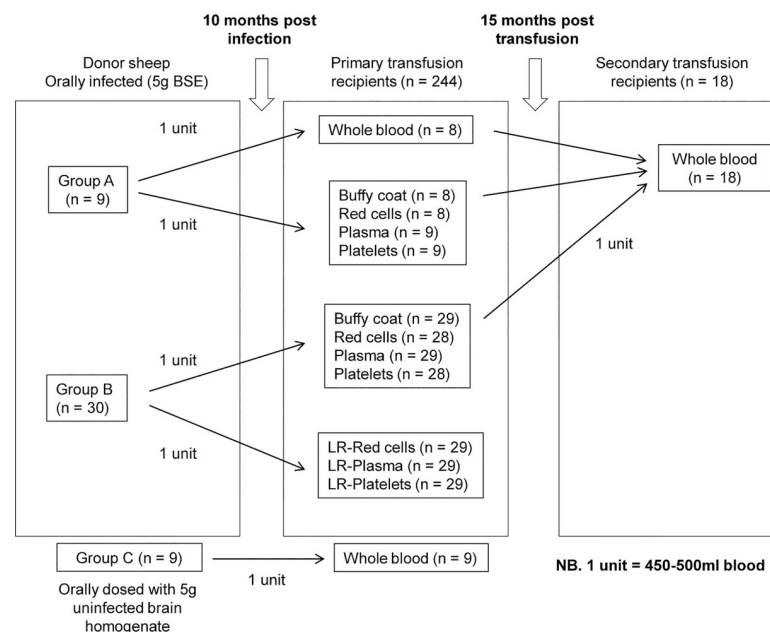 10 months post
infection
15 months post
transfusion
Donor sheep
Orally infected (5g BSE)
Primary transfusion
recipients (n = 244)
Secondary transfusion
recipients (n = 18)
1 unit
Whole blood (n = 8)
Group A
(n = 9)
1 unit
Buffy coat (n = 8)
Red cells (n = 8)
Plasma (n = 9)
Platelets (n = 9)
Whole blood
(n = 18)
1 unit
Buffy coat (n = 29)
Red cells (n = 28)
Plasma (n = 29)
Platelets (n = 28)
1 unit
Group B
(n = 30)
1 unit
LR-Red cells (n = 29)
LR-Plasma (n = 29)
LR-Platelets (n = 29)
Group C (n = 9)
1 unit
Whole blood (n = 9)
NB. 1 unit = 450-500ml blood
Orally dosed with 5g
uninfected brain
homogenate